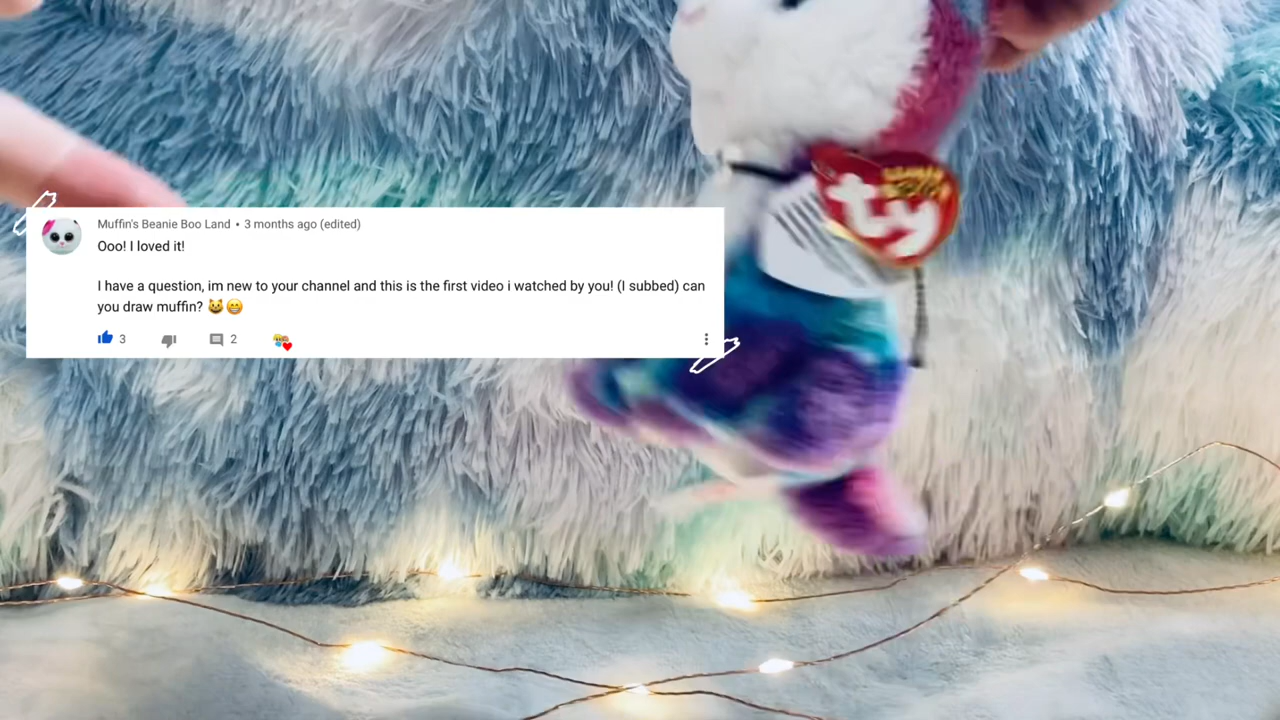 Muffin's Beanie Boo Land • 3 months ago (edited)
Ooo! I loved it!
I have a question, im new to your channel and this is the first video i watched by you! (I subbed) can
you draw muffin? 😺😁
3
2
ty